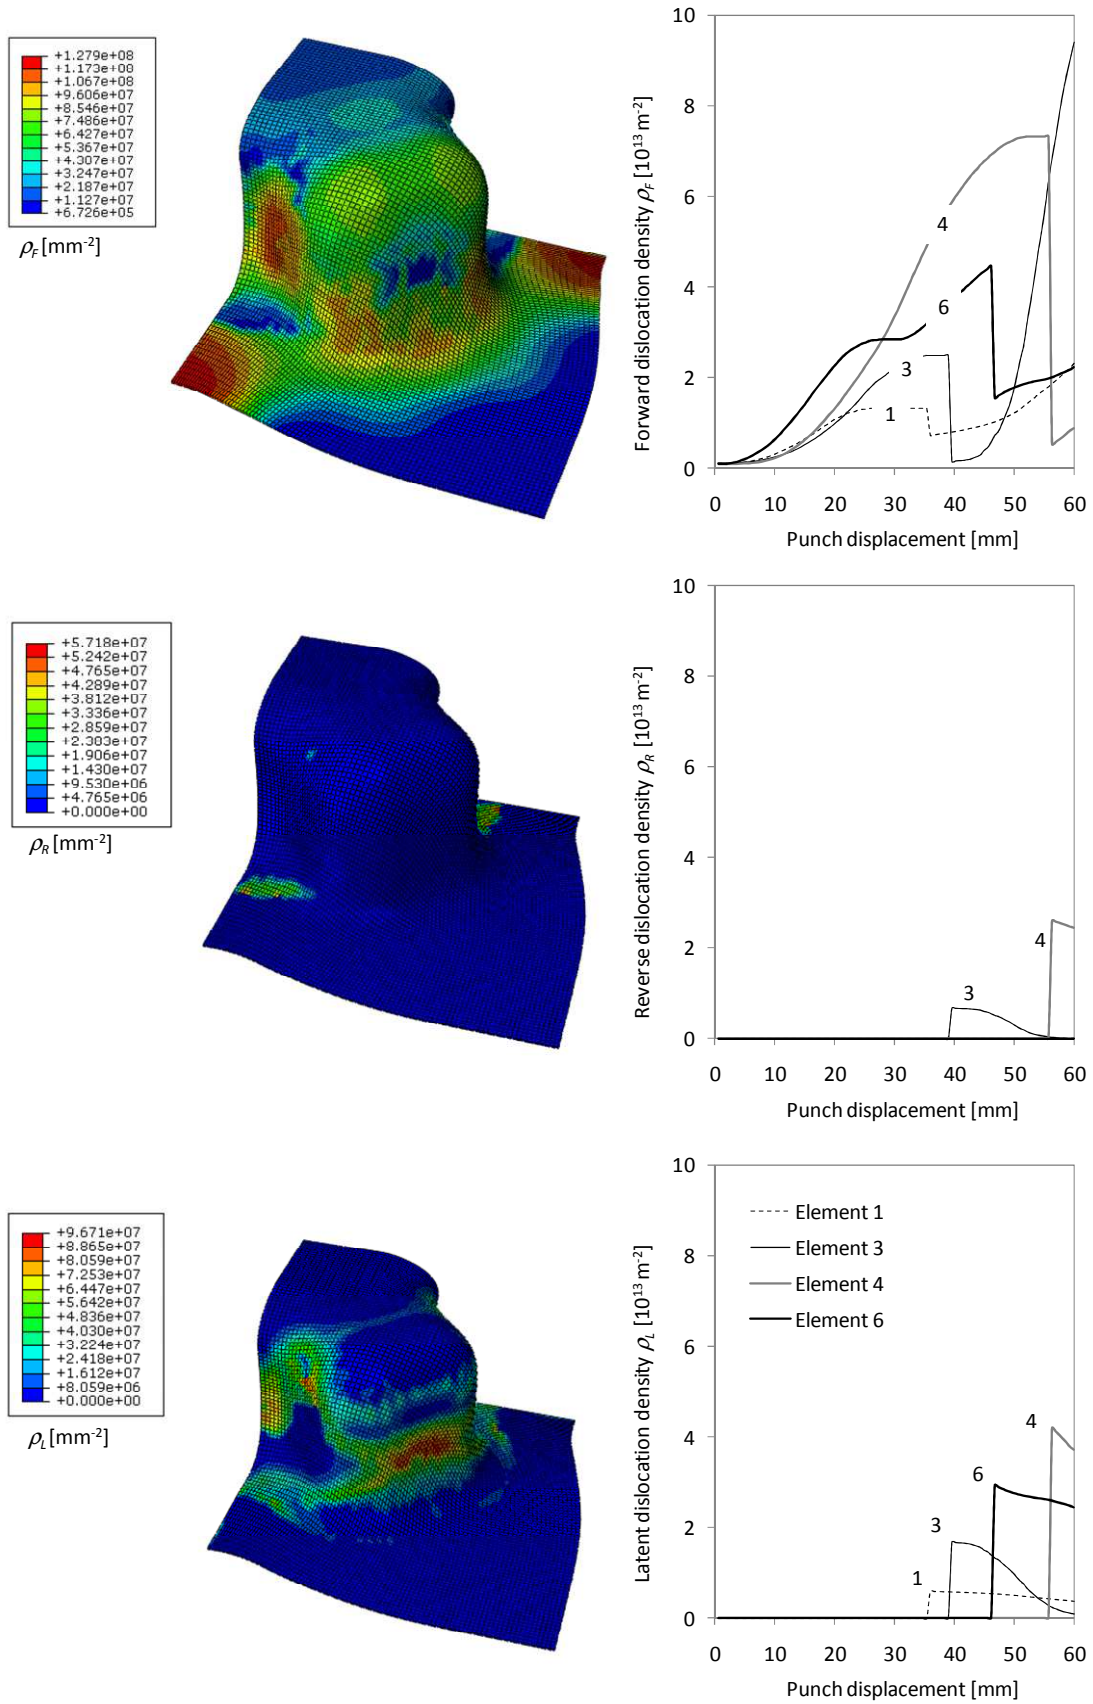 +1.279e+08
+1.173e+08
+1.067e+08
+9.606e+07
+8.546e+07
+7.486e+07
+6.427e+07
+5.367e+07
+4.307e+07
+3.247e+07
+2.187e+07
+1.127e+07
+6.726e+05
ρF [mm-2]
Forward dislocation density ρF [10^13 m-2]
10
8
6
4
2
0
4
6
3
1
0 10 20 30 40 50 60
Punch displacement [mm]
+5.718e+07
+5.242e+07
+4.765e+07
+4.289e+07
+3.812e+07
+3.336e+07
+2.859e+07
+2.383e+07
+1.906e+07
+1.430e+07
+9.530e+06
+4.765e+06
+0.000e+00
ρR [mm-2]
Reverse dislocation density ρR [10^13 m-2]
10
8
6
4
2
0
4
3
0 10 20 30 40 50 60
Punch displacement [mm]
+9.671e+07
+8.865e+07
+8.059e+07
+7.253e+07
+6.447e+07
+5.642e+07
+4.836e+07
+4.030e+07
+3.224e+07
+2.418e+07
+1.612e+07
+8.059e+06
+0.000e+00
ρL [mm-2]
Latent dislocation density ρL [10^13 m-2]
10
8
6
4
2
0
Element 1
Element 3
Element 4
Element 6
4
6
3
1
0 10 20 30 40 50 60
Punch displacement [mm]